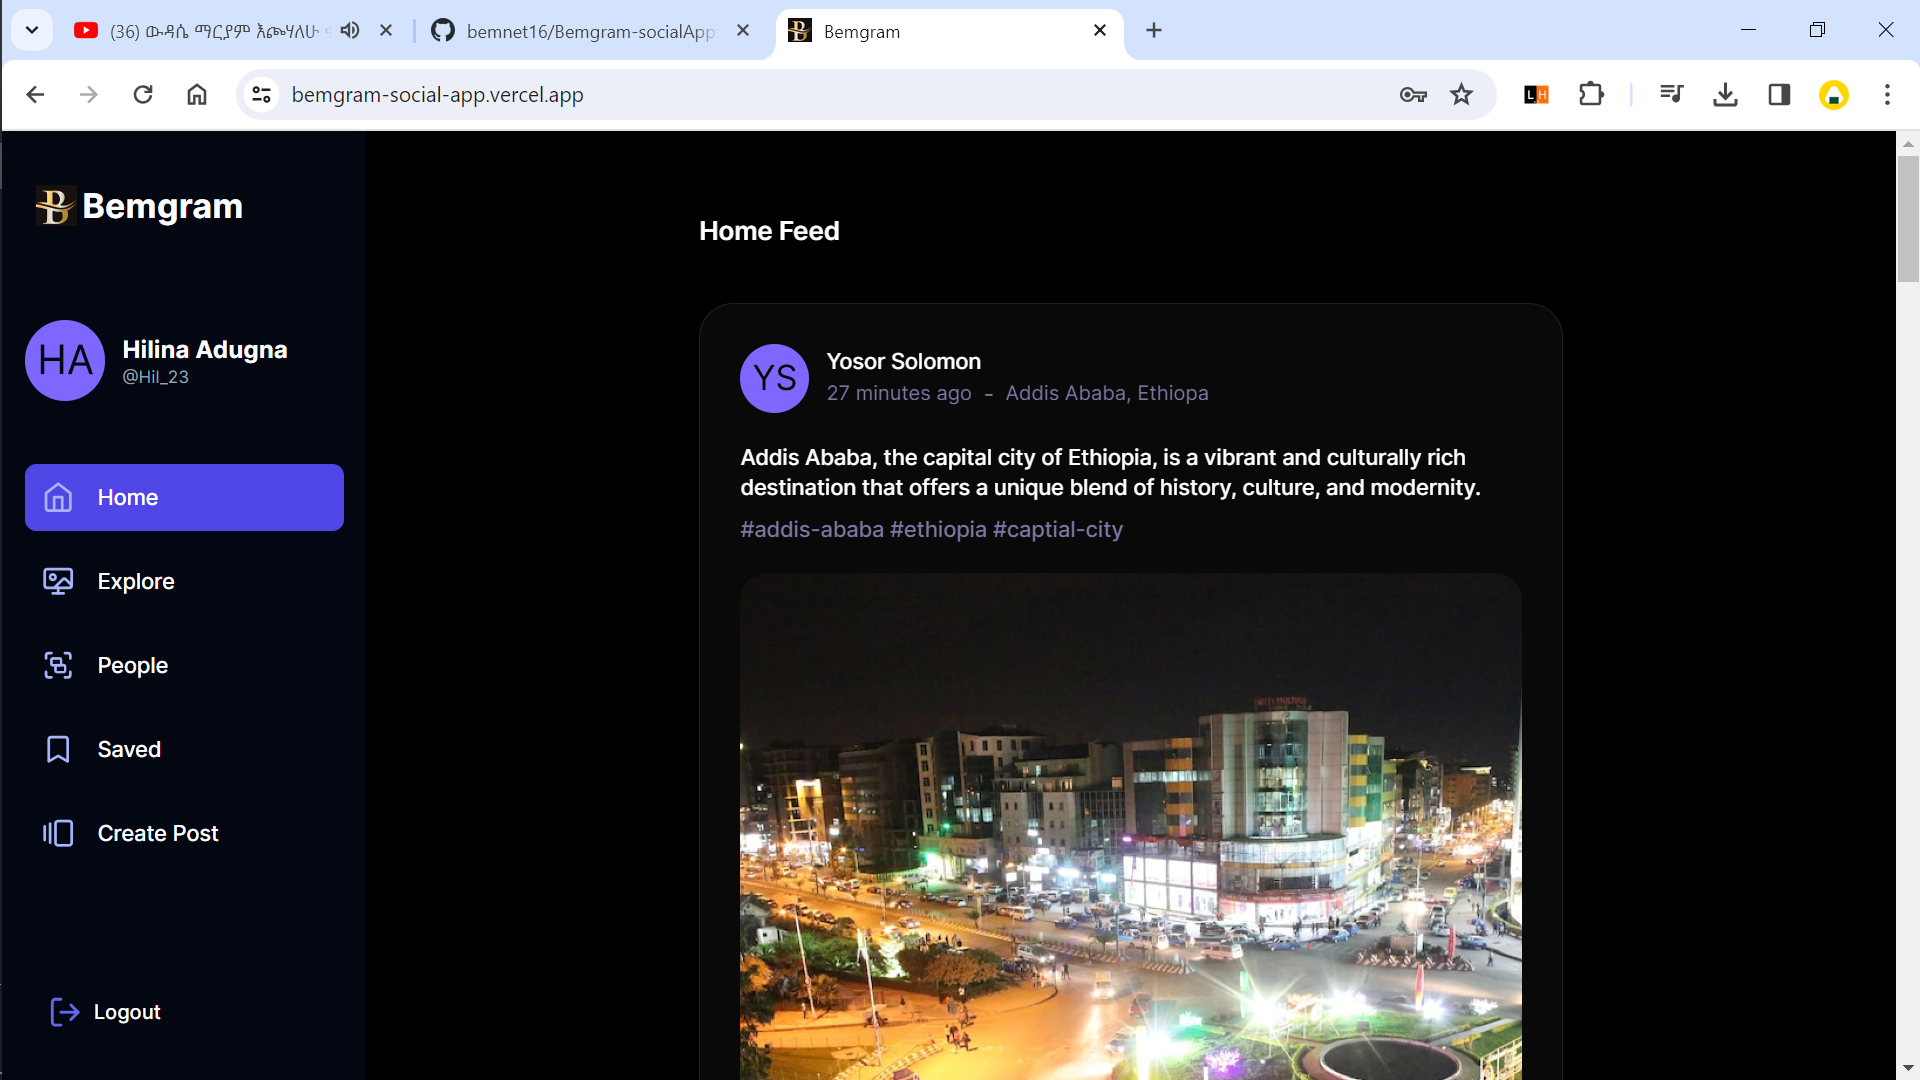 (36) ውዳሴ ማርያም እጮሃለሁ
bemnet16/Bemgram-socialApp
Bemgram
bemgram-social-app.vercel.app
LH
Bemgram
Home Feed
HA
Hilina Adugna
@Hil_23
YS
Yosor Solomon
27 minutes ago - Addis Ababa, Ethiopa
Addis Ababa, the capital city of Ethiopia, is a vibrant and culturally rich
destination that offers a unique blend of history, culture, and modernity.
#addis-ababa #ethiopia #captial-city
Home
Explore
People
Saved
Create Post
Logout